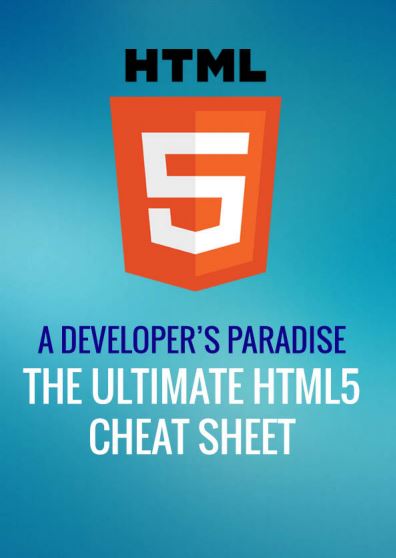 HTML
5
A DEVELOPER'S PARADISE
THE ULTIMATE HTML5
CHEAT SHEET